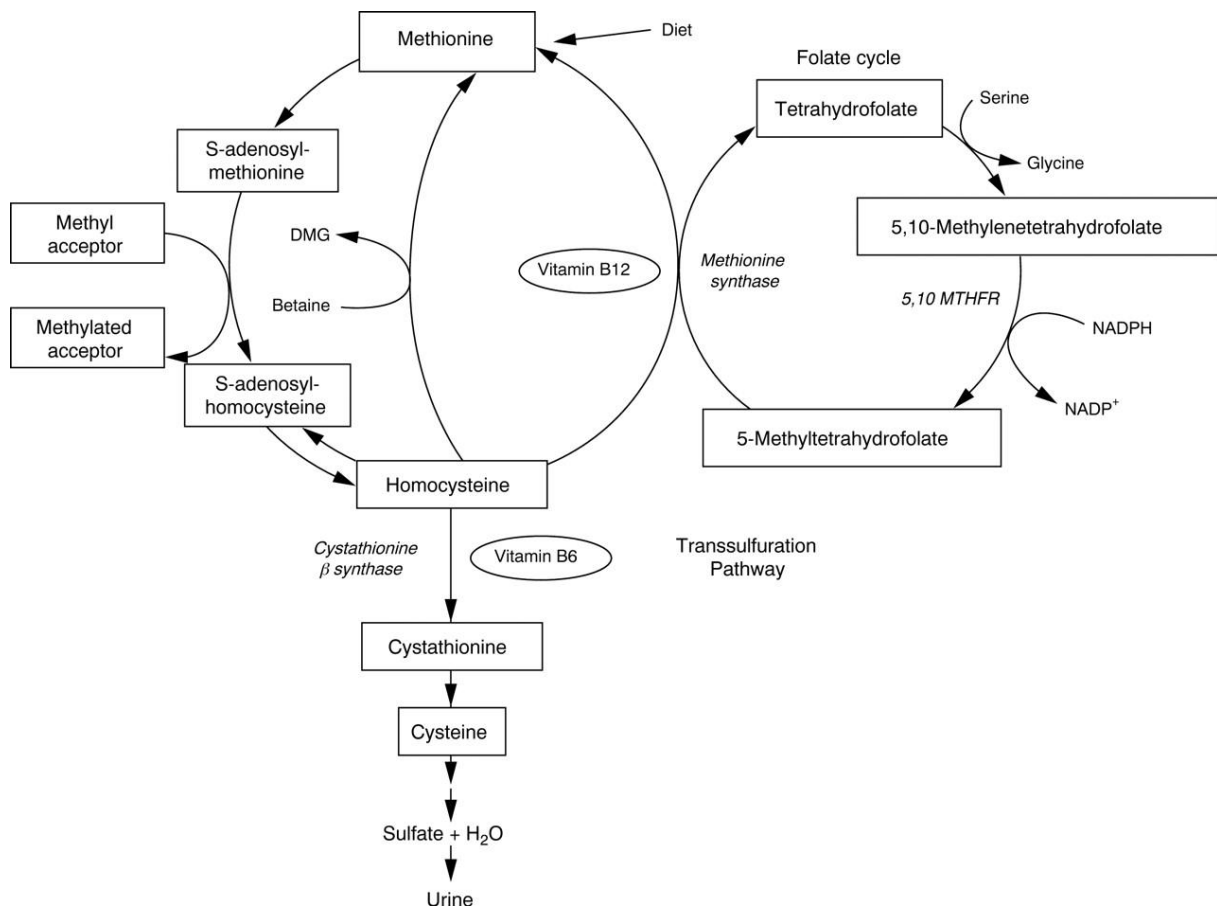 Methionine
Diet
Folate cycle
Tetrahydrofolate
Serine
Glycine
S-adenosyl-
methionine
Methyl
acceptor
DMG
Betaine
Vitamin B12
Methionine
synthase
5,10-Methylenetetrahydrofolate
5,10 MTHFR
NADPH
NADP⁺
Methylated
acceptor
S-adenosyl-
homocysteine
5-Methyltetrahydrofolate
Homocysteine
Cystathionine
β synthase
Vitamin B6
Transsulfuration
Pathway
Cystathionine
Cysteine
Sulfate + H₂O
Urine